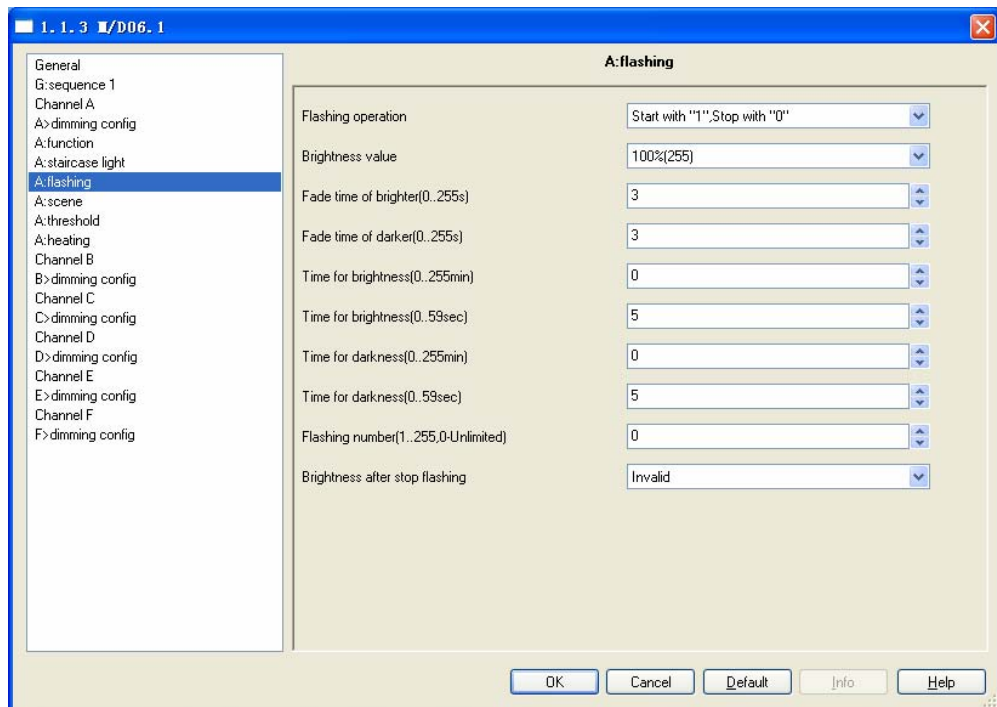 1.1.3 M/D06.1
General
G:sequence 1
Channel A
A>dimming config
A:function
A:staircase light
A:flashing
A:scene
A:threshold
A:heating
Channel B
B>dimming config
Channel C
C>dimming config
Channel D
D>dimming config
Channel E
E>dimming config
Channel F
F>dimming config
A:flashing
Flashing operation Start with "1",Stop with "0"
Brightness value 100%(255)
Fade time of brighter(0..255s) 3
Fade time of darker(0..255s) 3
Time for brightness(0..255min) 0
Time for brightness(0..59sec) 5
Time for darkness(0..255min) 0
Time for darkness(0..59sec) 5
Flashing number(1..255,0-Unlimited) 0
Brightness after stop flashing Invalid
OK Cancel Default Info Help